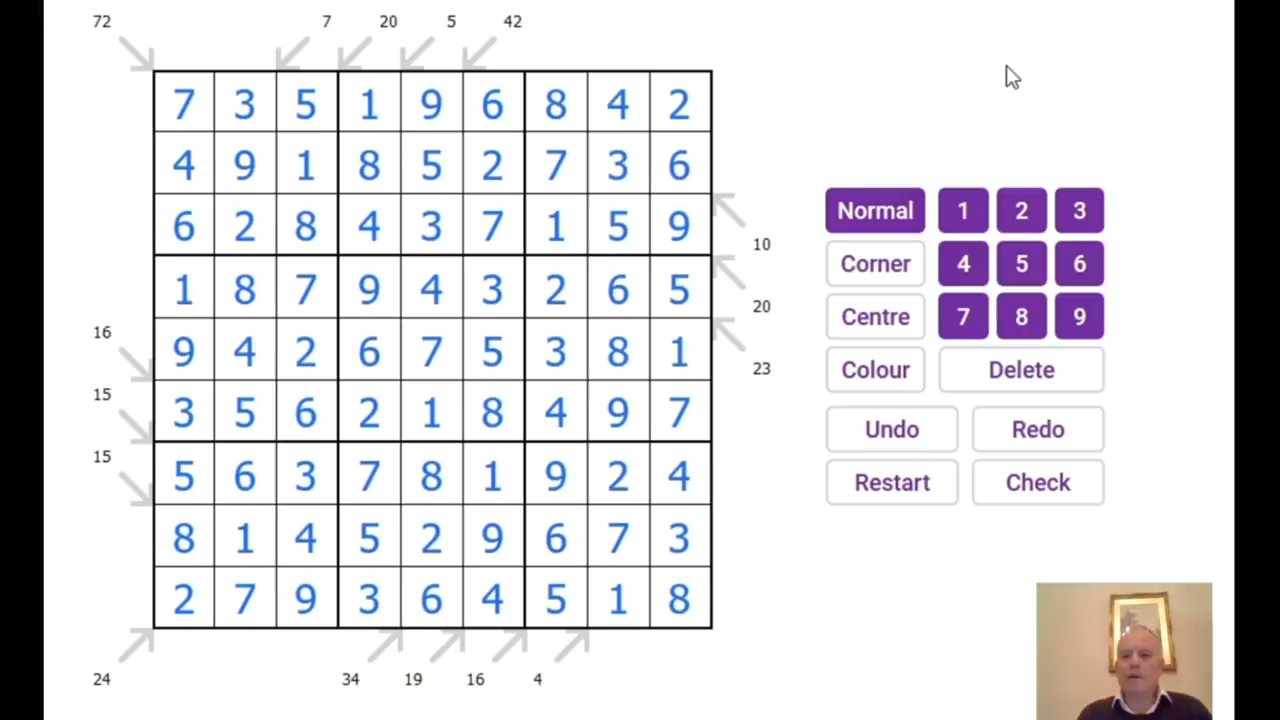 72 7 20 5 42
7 3 5 1 9 6 8 4 2
4 9 1 8 5 2 7 3 6
Normal 1 2 3
6 2 8 4 3 7 1 5 9
10
Corner 4 5 6
1 8 7 9 4 3 2 6 5
20
Centre 7 8 9
16
9 4 2 6 7 5 3 8 1
23
Colour Delete
15
3 5 6 2 1 8 4 9 7
Undo Redo
15
5 6 3 7 8 1 9 2 4
Restart Check
8 1 4 5 2 9 6 7 3
2 7 9 3 6 4 5 1 8
24 34 19 16 4